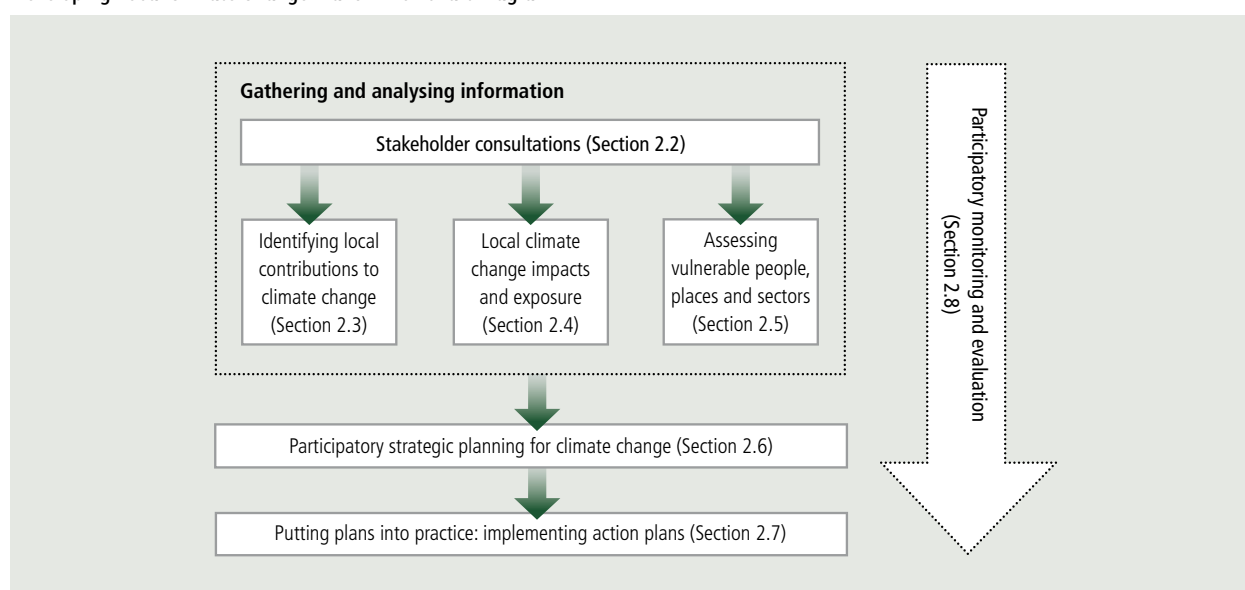 Gathering and analysing information
Stakeholder consultations (Section 2.2)
Identifying local
contributions to
climate change
(Section 2.3)
Local climate
change impacts
and exposure
(Section 2.4)
Assessing
vulnerable people,
places and sectors
(Section 2.5)
Participatory strategic planning for climate change (Section 2.6)
Putting plans into practice: implementing action plans (Section 2.7)
Participatory monitoring and evaluation
(Section 2.8)